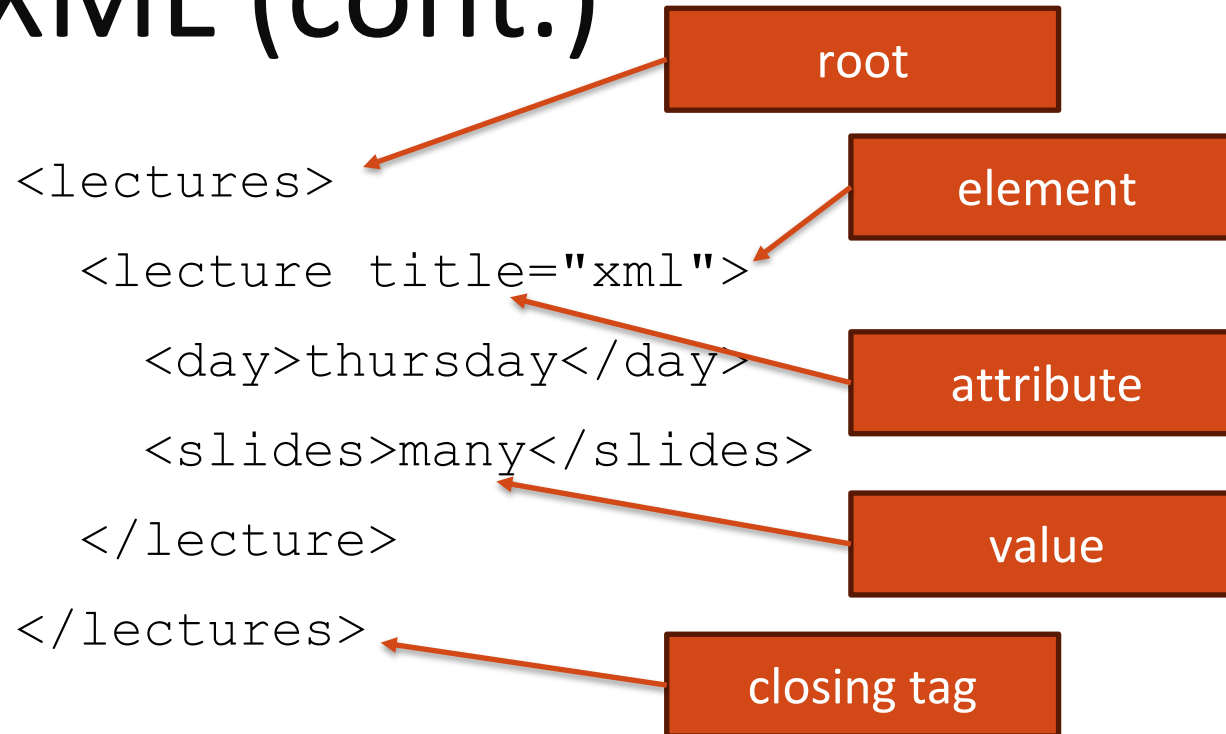 XML (cont.)
root
<lectures>
element
<lecture title="xml">
<day>thursday</day>
attribute
<slides>many</slides>
value
</lecture>
</lectures>
closing tag